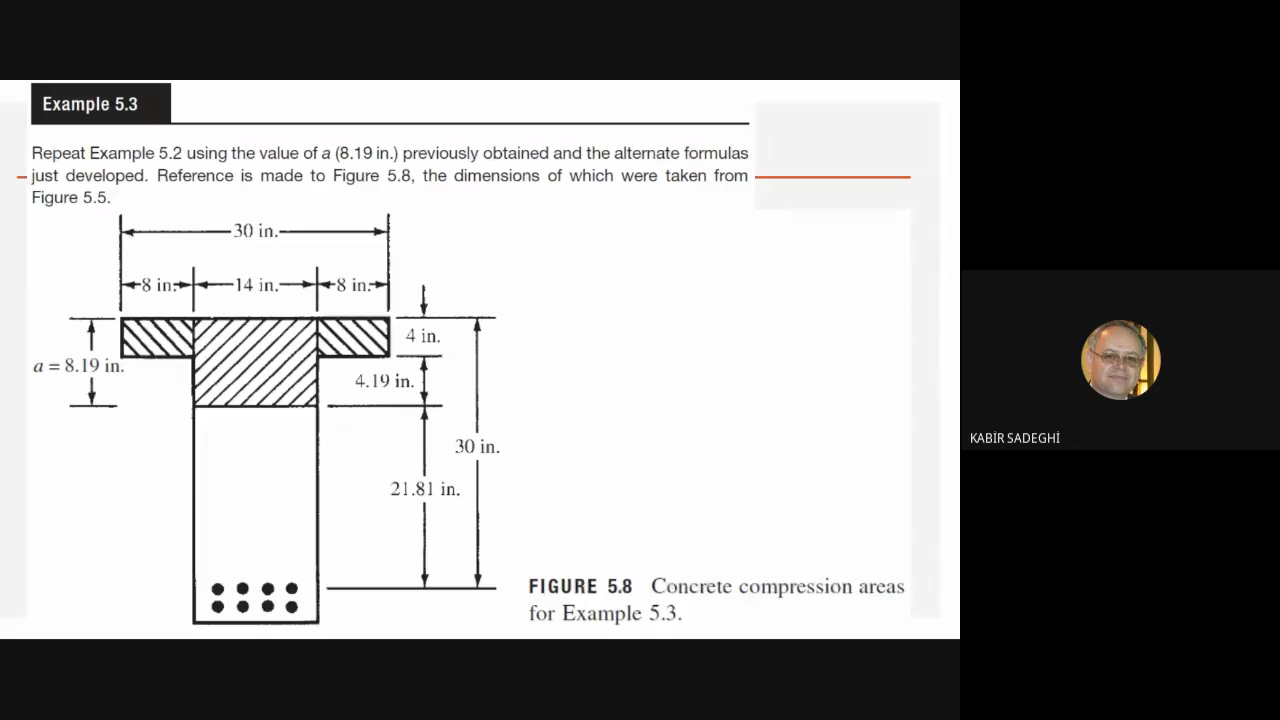 Example 5.3
Repeat Example 5.2 using the value of a (8.19 in.) previously obtained and the alternate formulas
just developed. Reference is made to Figure 5.8, the dimensions of which were taken from
Figure 5.5.
30 in.
8 in.
14 in.
8 in.
4 in.
a = 8.19 in.
4.19 in.
30 in.
21.81 in.
FIGURE 5.8 Concrete compression areas
for Example 5.3.
KABİR SADEGHİ